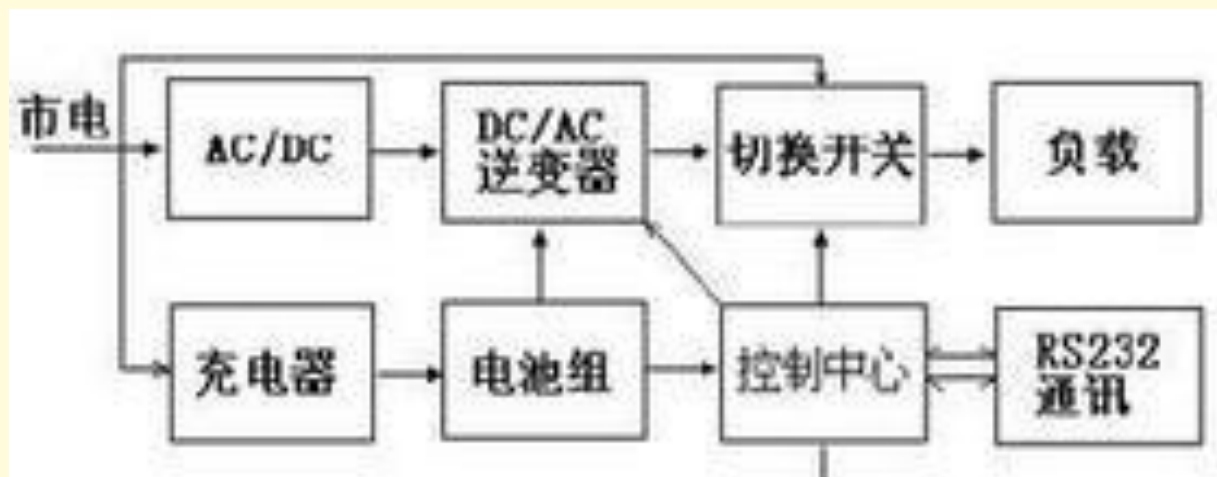 市电
AC/DC
DC/AC
逆变器
切换开关
负载
充电器
电池组
控制中心
RS232
通讯